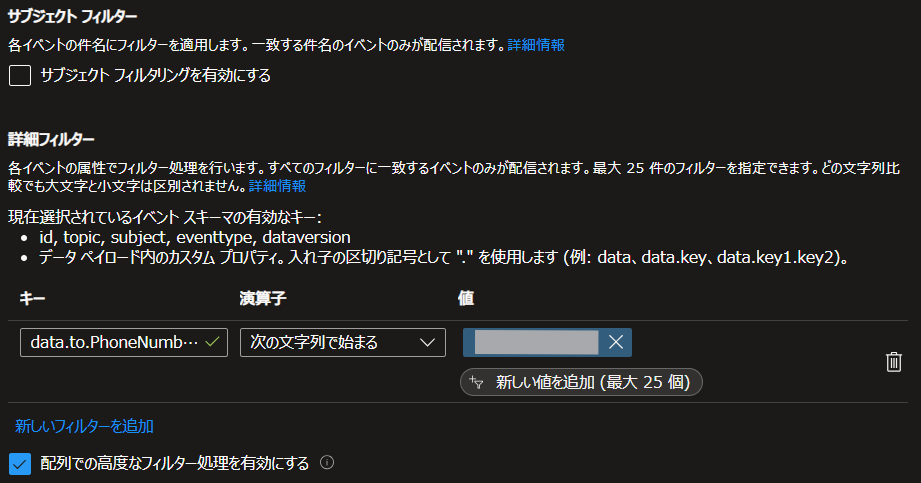 サブジェクト フィルター
各イベントの件名にフィルターを適用します。一致する件名のイベントのみが配信されます。詳細情報
サブジェクト フィルタリングを有効にする
詳細フィルター
各イベントの属性でフィルター処理を行います。すべてのフィルターに一致するイベントのみが配信されます。最大 25 件のフィルターを指定できます。どの文字列比
較でも大文字と小文字は区別されません。詳細情報
現在選択されているイベント スキーマの有効なキー:
• id, topic, subject, eventtype, dataversion
• データ ペイロード内のカスタム プロパティ。入れ子の区切り記号として "." を使用します (例: data、data.key、data.key1.key2)。
キー 演算子 値
data.to.PhoneNumb… 次の文字列で始まる
新しい値を追加 (最大 25 個)
新しいフィルターを追加
配列での高度なフィルター処理を有効にする